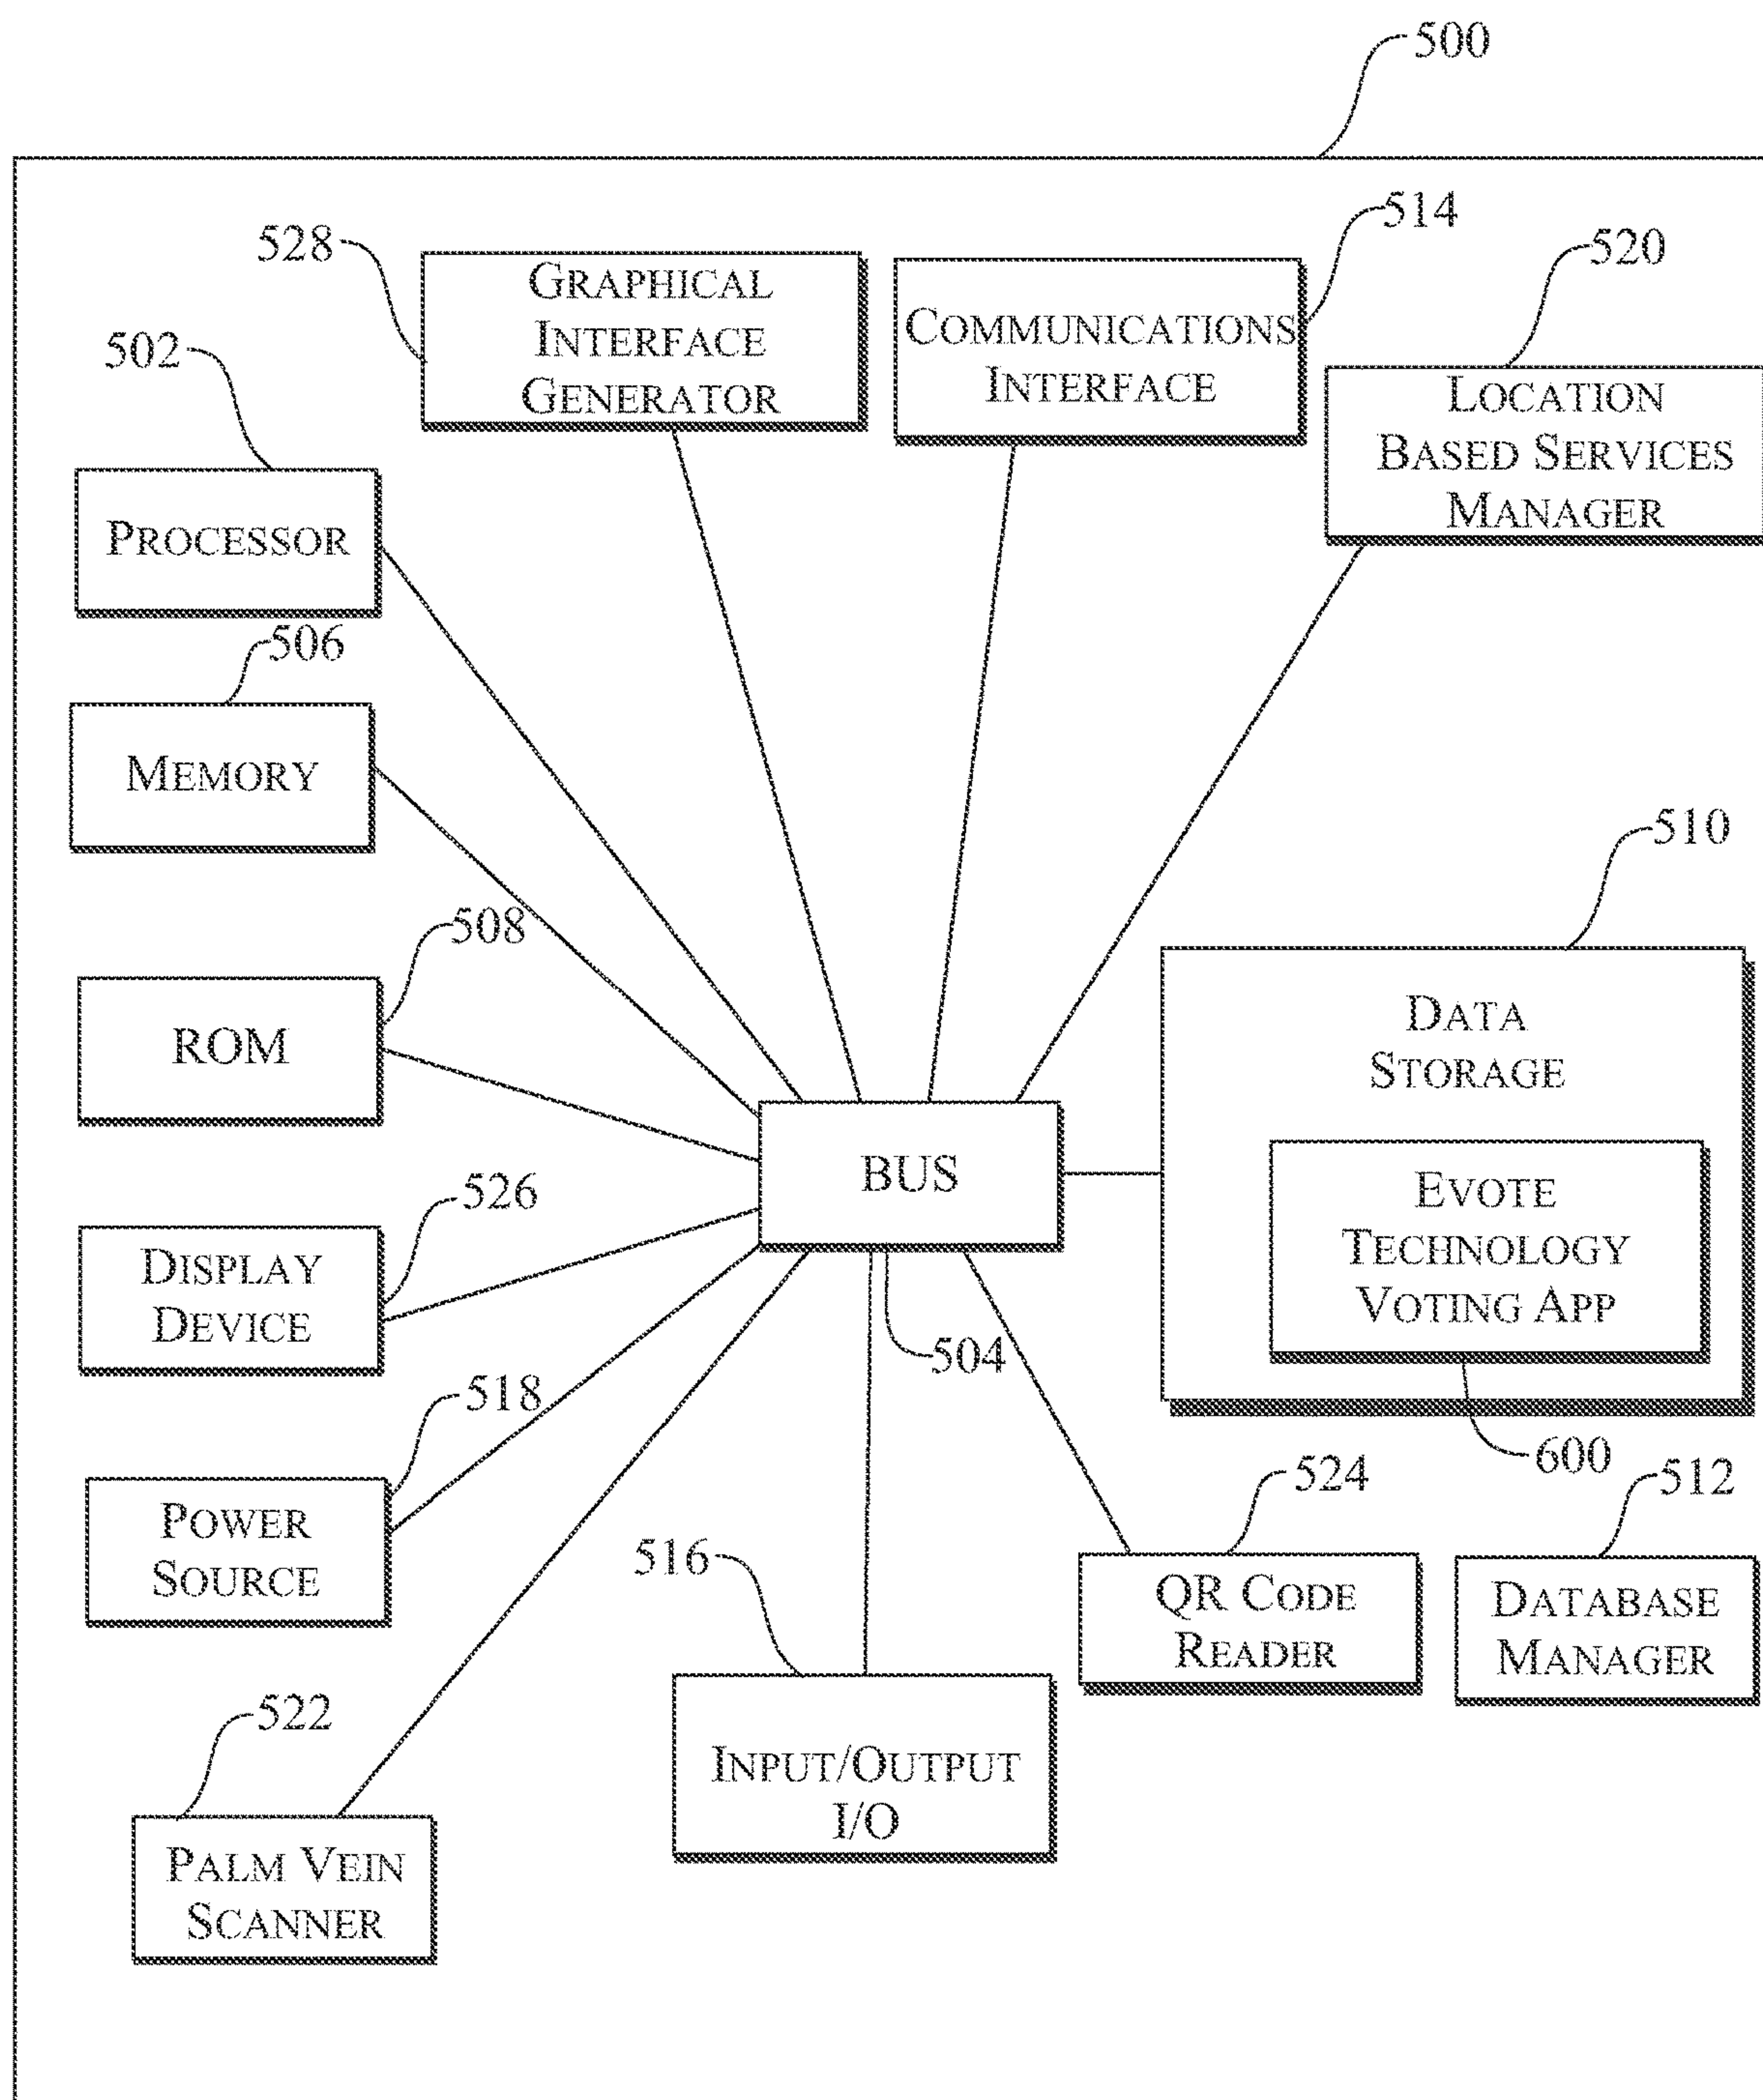 500
514
528
520
GRAPHICAL
INTERFACE
GENERATOR
COMMUNICATIONS
INTERFACE
502
LOCATION
BASED SERVICES
MANAGER
PROCESSOR
506
MEMORY
510
508
ROM
DATA
STORAGE
BUS
526
EVOTE
TECHNOLOGY
VOTING APP
DISPLAY
DEVICE
504
518
600
524
512
POWER
SOURCE
516
QR CODE
READER
DATABASE
MANAGER
522
INPUT/OUTPUT
I/O
PALM VEIN
SCANNER